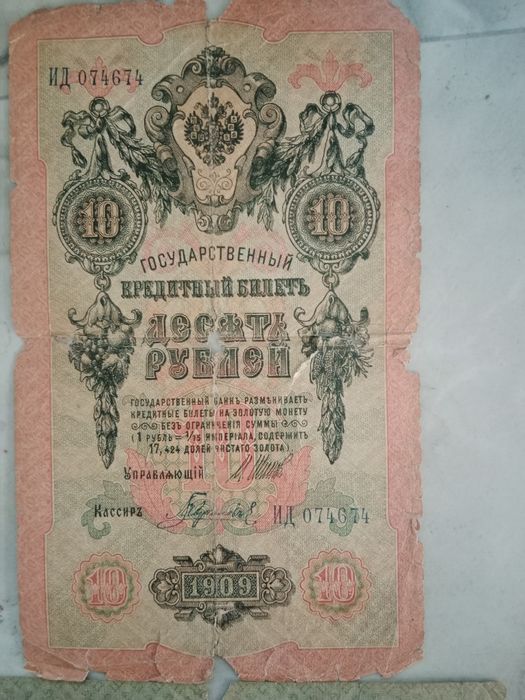 ИД 074674
10 10
ГОСУДАРСТВЕННЫЙ
КРЕДИТНЫЙ БИЛЕТЪ
ДЕСЯТЬ
РУБЛЕЙ
ГОСУДАРСТВЕННЫЙ БАНКЪ РАЗМѢНИВАЕТЪ
КРЕДИТНЫЕ БИЛЕТЫ НА ЗОЛОТУЮ МОНЕТУ
БЕЗЪ ОГРАНИЧЕНІЯ СУММЫ
(1 РУБЛЬ = 1/15 ИМПЕРІАЛА, СОДЕРЖИТЪ
17,424 ДОЛЕЙ ЧИСТАГО ЗОЛОТА).
УПРАВЛЯЮЩІЙ
КАССИРЪ ИД 074674
10 1909 10